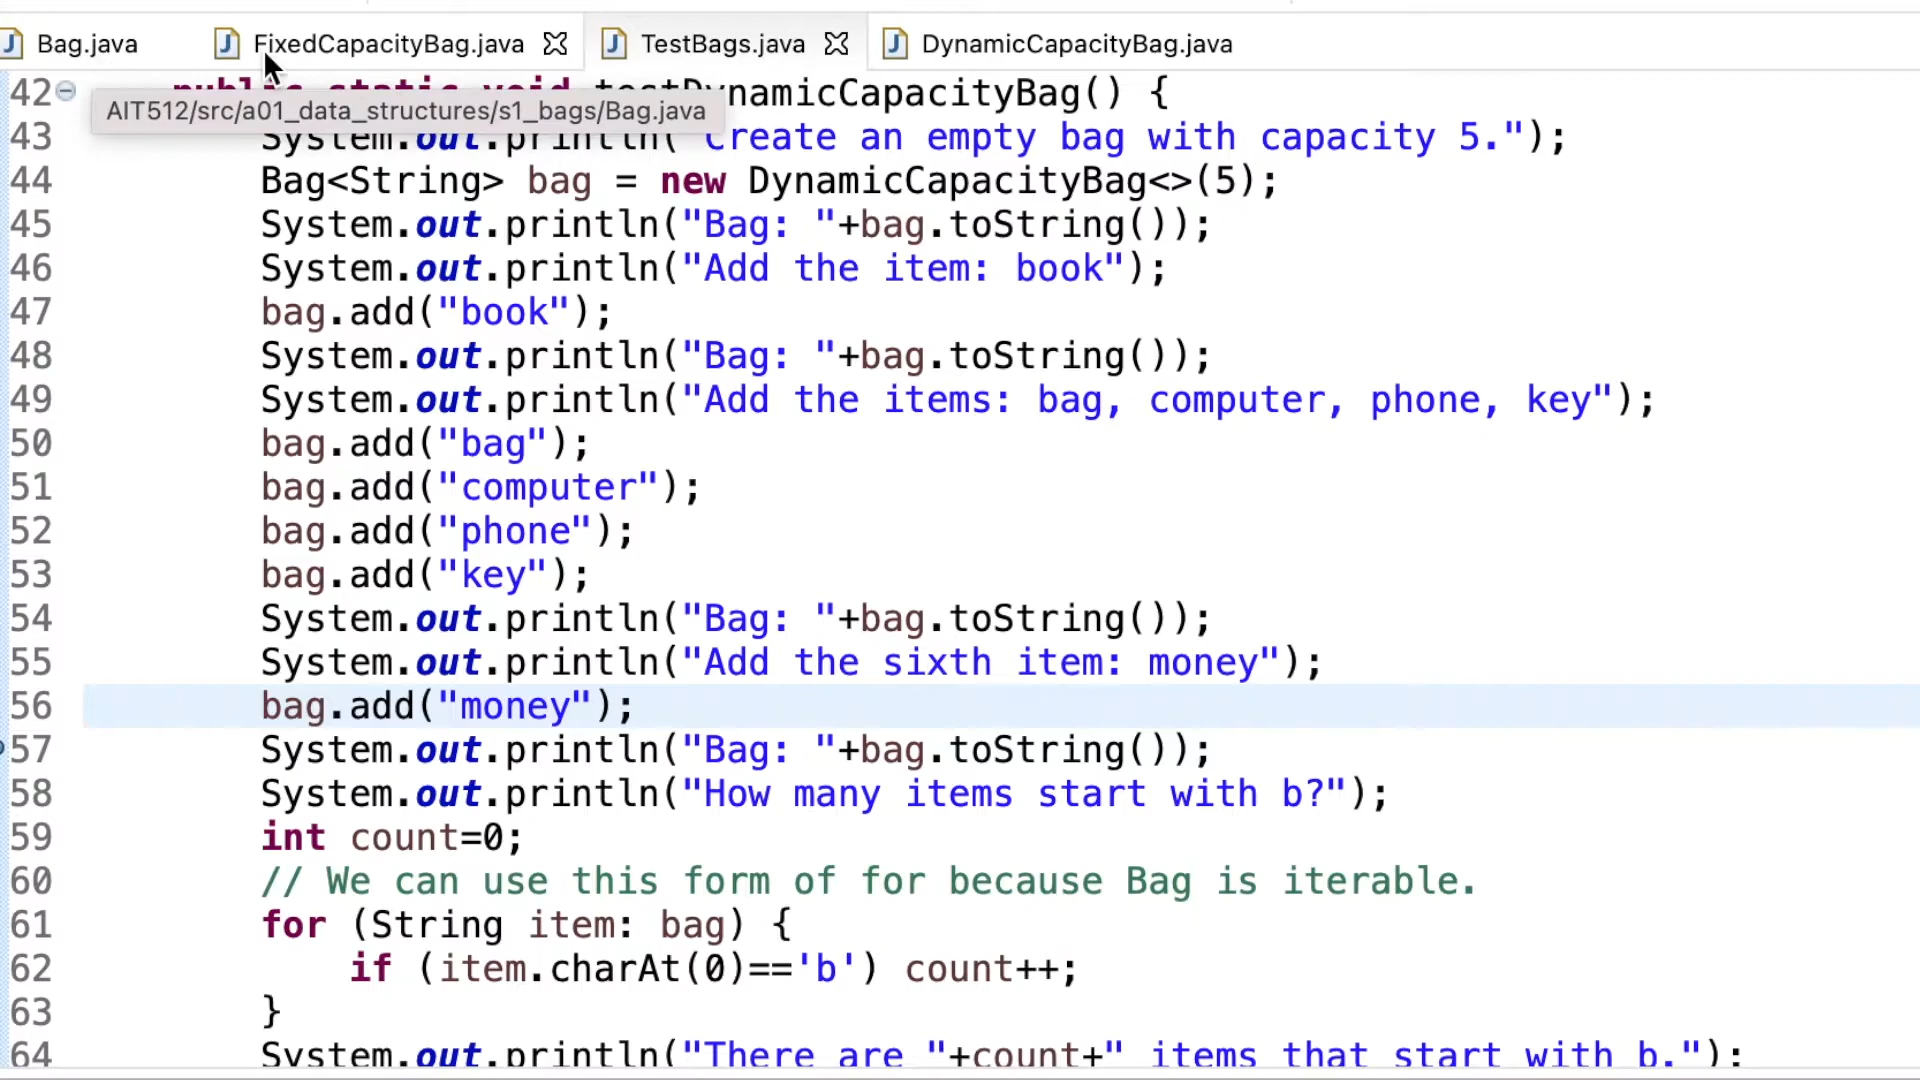 Bag.java FixedCapacityBag.java TestBags.java DynamicCapacityBag.java
42 public static void testDynamicCapacityBag() {
AIT512/src/a01_data_structures/s1_bags/Bag.java
43 System.out.println("Create an empty bag with capacity 5.");
44 Bag<String> bag = new DynamicCapacityBag<>(5);
45 System.out.println("Bag: "+bag.toString());
46 System.out.println("Add the item: book");
47 bag.add("book");
48 System.out.println("Bag: "+bag.toString());
49 System.out.println("Add the items: bag, computer, phone, key");
50 bag.add("bag");
51 bag.add("computer");
52 bag.add("phone");
53 bag.add("key");
54 System.out.println("Bag: "+bag.toString());
55 System.out.println("Add the sixth item: money");
56 bag.add("money");
57 System.out.println("Bag: "+bag.toString());
58 System.out.println("How many items start with b?");
59 int count=0;
60 // We can use this form of for because Bag is iterable.
61 for (String item: bag) {
62 if (item.charAt(0)=='b') count++;
63 }
64 System.out.println("There are "+count+" items that start with b.");